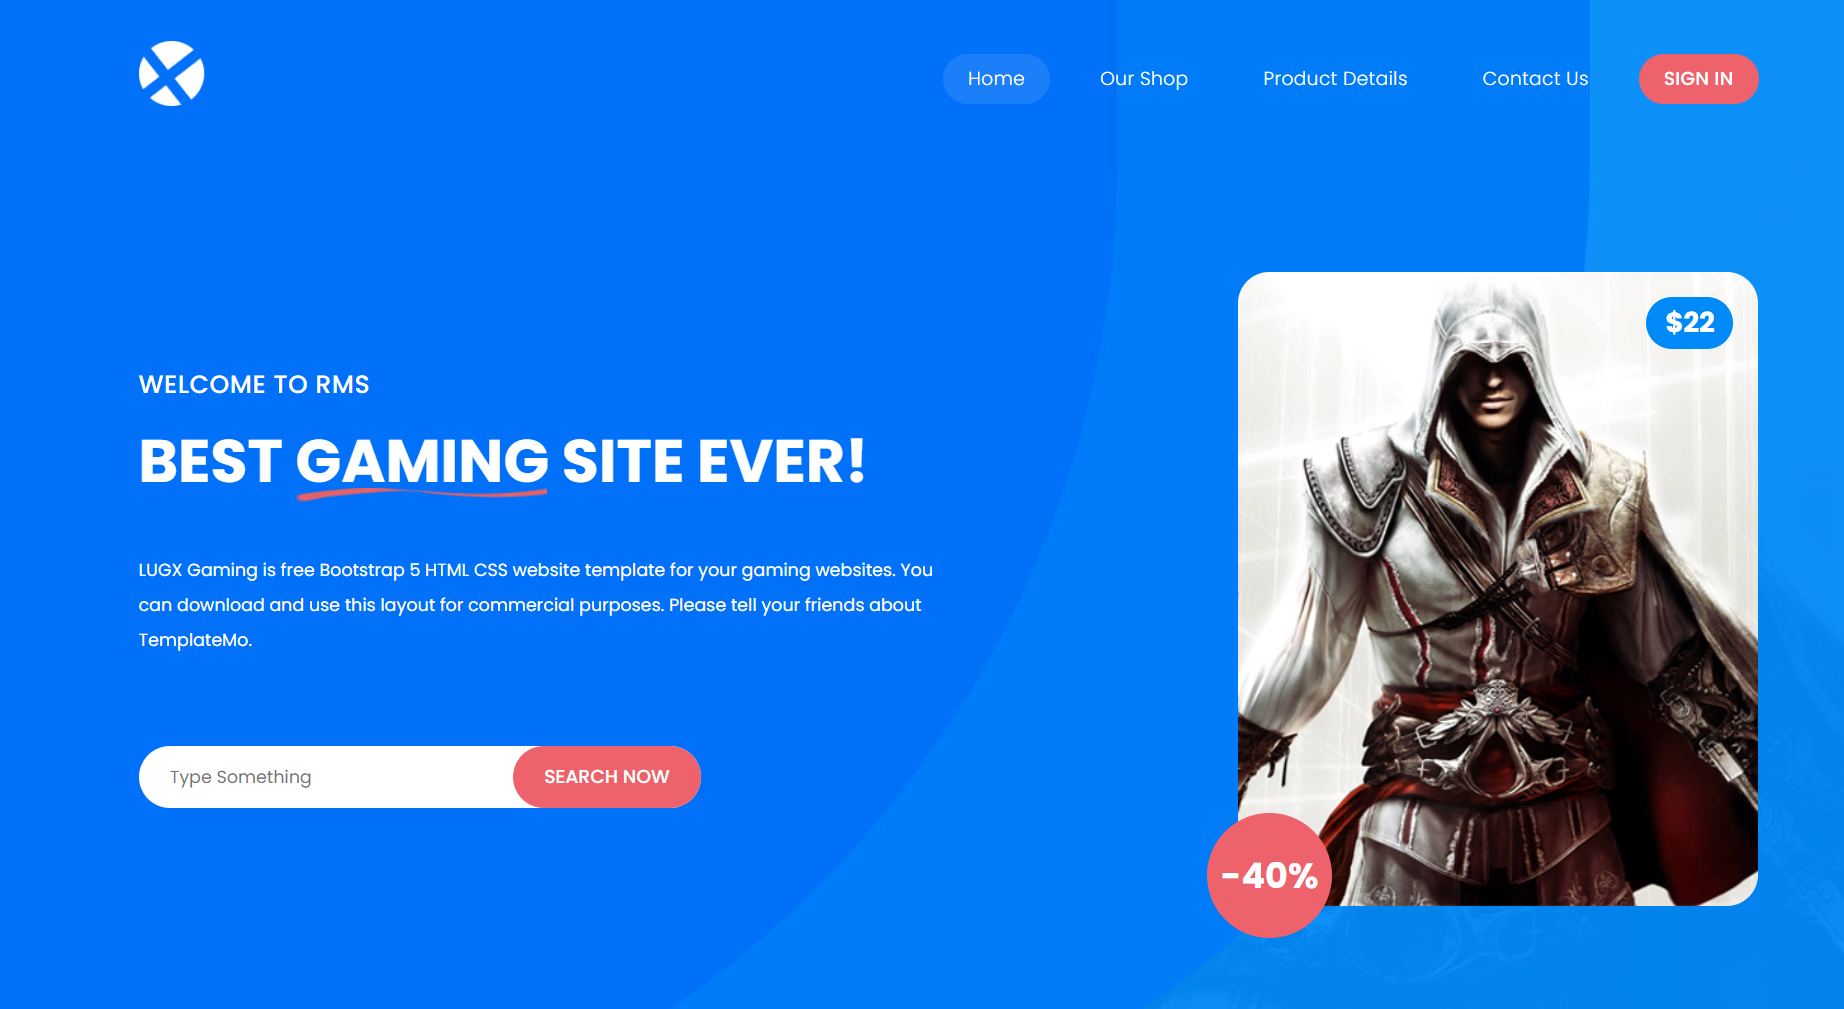 Home
Our Shop
Product Details
Contact Us
SIGN IN
WELCOME TO RMS
BEST GAMING SITE EVER!
LUGX Gaming is free Bootstrap 5 HTML CSS website template for your gaming websites. You
can download and use this layout for commercial purposes. Please tell your friends about
TemplateMo.
Type Something
SEARCH NOW
$22
-40%